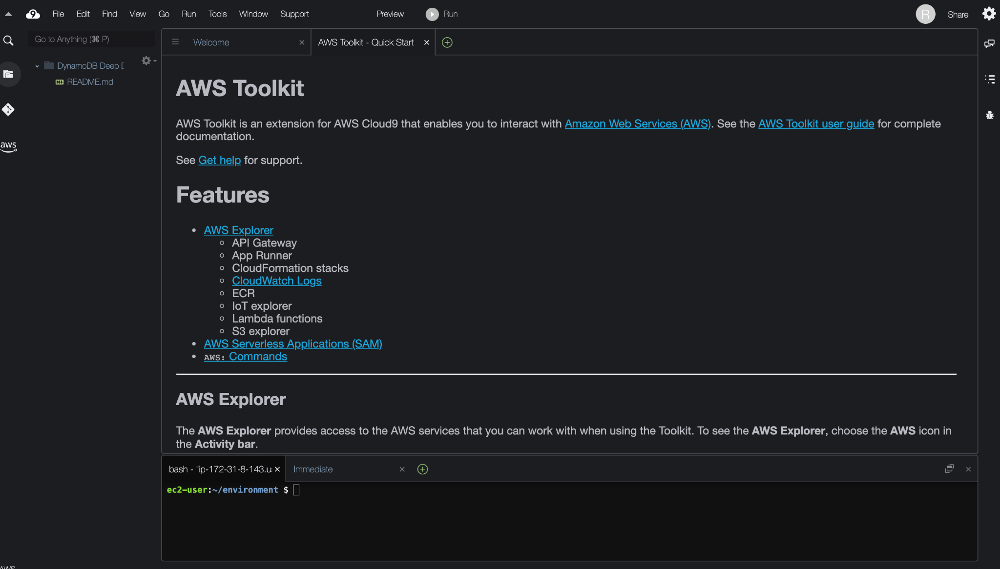 File Edit Find View Go Run Tools Window Support Preview Run R Share
Go to Anything (⌘ P)
Welcome
AWS Toolkit - Quick Start
DynamoDB Deep D
README.md
aws
AWS Toolkit
AWS Toolkit is an extension for AWS Cloud9 that enables you to interact with Amazon Web Services (AWS). See the AWS Toolkit user guide for complete
documentation.
See Get help for support.
Features
AWS Explorer
API Gateway
App Runner
CloudFormation stacks
CloudWatch Logs
ECR
IoT explorer
Lambda functions
S3 explorer
AWS Serverless Applications (SAM)
AWS: Commands
AWS Explorer
The AWS Explorer provides access to the AWS services that you can work with when using the Toolkit. To see the AWS Explorer, choose the AWS icon in
the Activity bar.
bash - "ip-172-31-8-143.u
Immediate
ec2-user:~/environment $
AWS